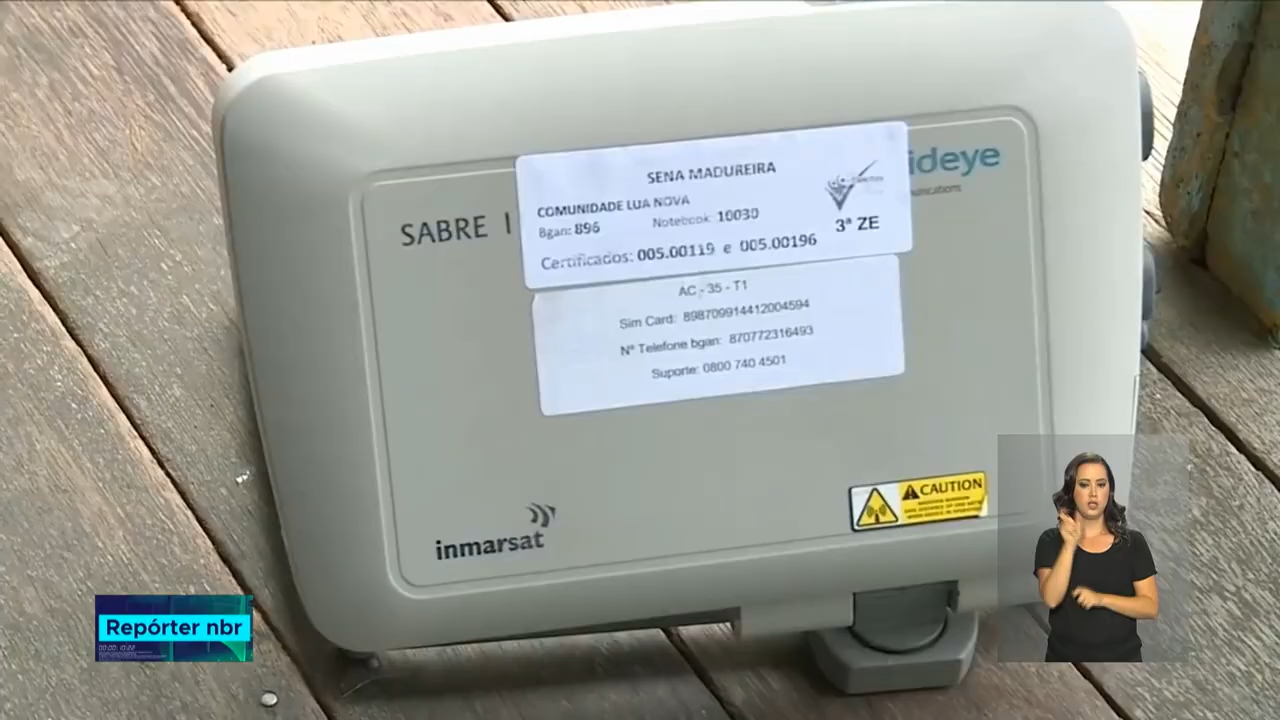 SENA MADUREIRA
COMUNIDADE LUA NOVA
Bgan: 896 Notebook: 10030
3ª ZE
Certificados: 005.00119 e 005.00196
AC - 35 - T1
Sim Card: 898709914412004594
Nº Telefone bgan: 870772316493
Suporte: 0800 740 4501
SABRE I
ideye
inmarsat
CAUTION
Repórter nbr